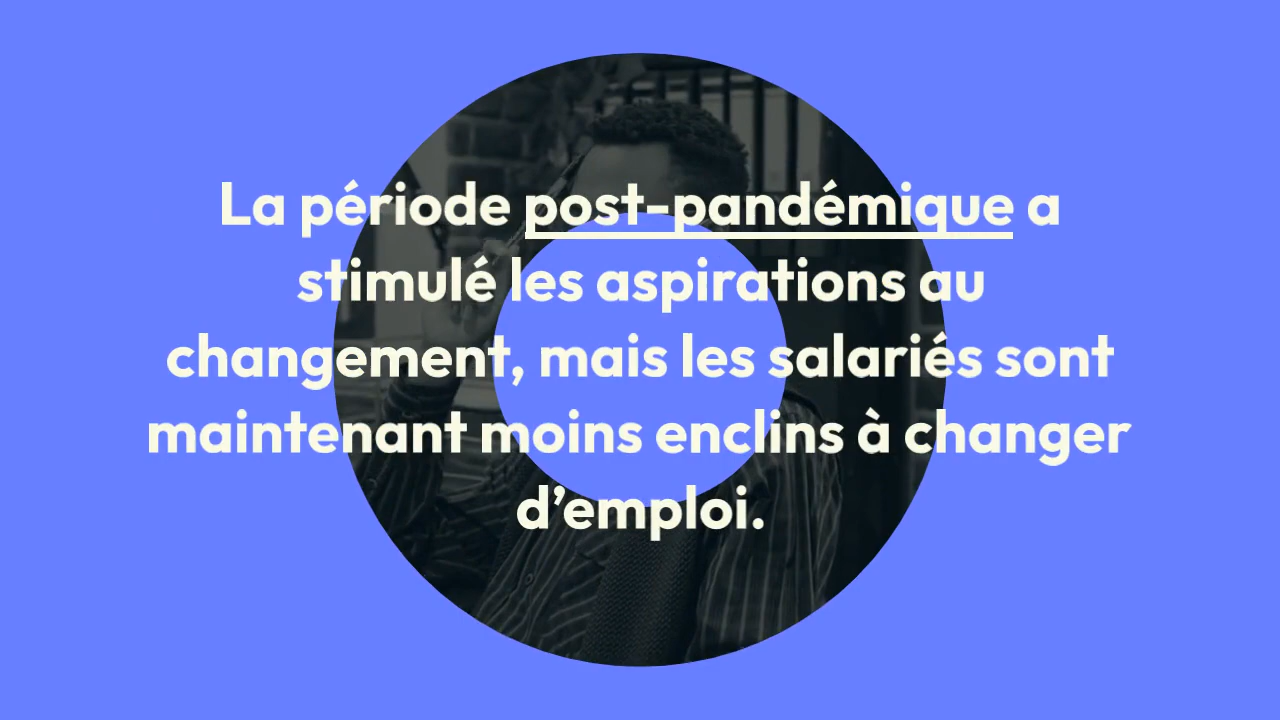 La période post-pandémique a
stimulé les aspirations au
changement, mais les salariés sont
maintenant moins enclins à changer
d’emploi.